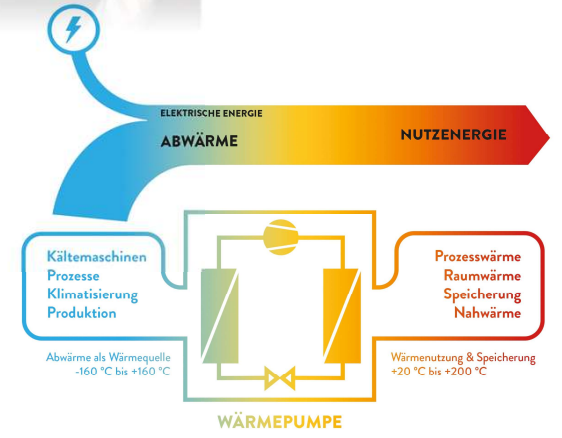 ELEKTRISCHE ENERGIE
ABWÄRME
NUTZENERGIE
Kältemaschinen
Prozesse
Klimatisierung
Produktion
Prozesswärme
Raumwärme
Speicherung
Nahwärme
Abwärme als Wärmequelle
-160 °C bis +160 °C
Wärmenutzung & Speicherung
+20 °C bis +200 °C
WÄRMEPUMPE